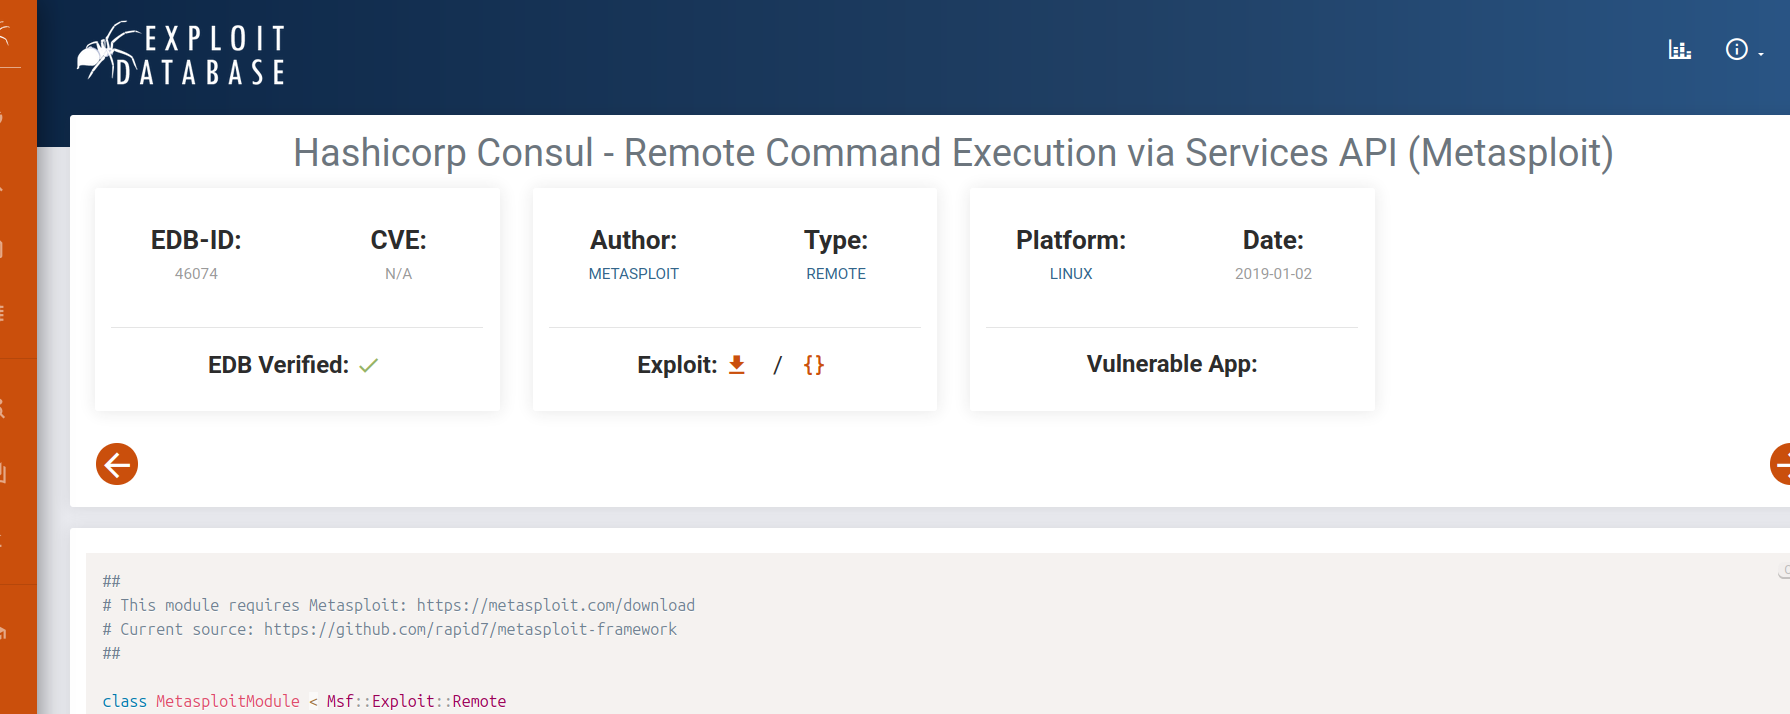 EXPLOIT
DATABASE
Hashicorp Consul - Remote Command Execution via Services API (Metasploit)
EDB-ID:
46074
CVE:
N/A
Author:
METASPLOIT
Type:
REMOTE
Platform:
LINUX
Date:
2019-01-02
EDB Verified:
Exploit: / {}
Vulnerable App:
##
# This module requires Metasploit: https://metasploit.com/download
# Current source: https://github.com/rapid7/metasploit-framework
##
class MetasploitModule < Msf::Exploit::Remote